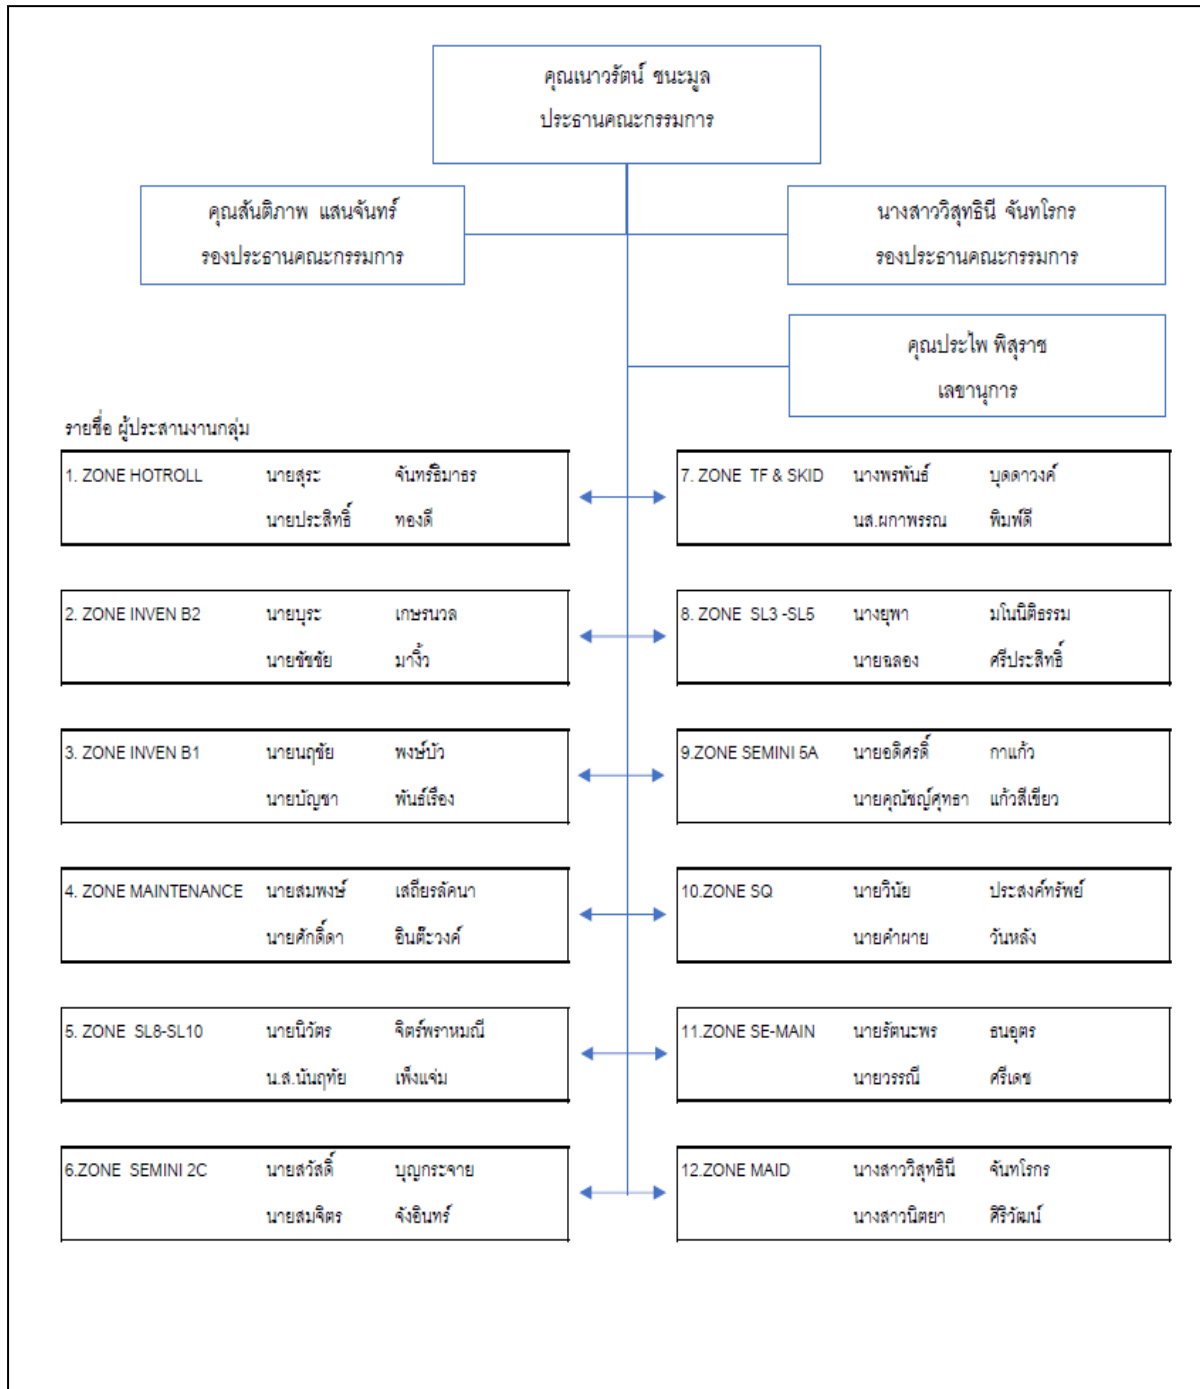 คุณเนาวรัตน์ ชนะมูล
ประธานคณะกรรมการ
คุณสันติภาพ แสนจันทร์
รองประธานคณะกรรมการ
นางสาววิสุทธินี จันทโรกร
รองประธานคณะกรรมการ
คุณประไพ พิสุราช
เลขานุการ
รายชื่อ ผู้ประสานงานกลุ่ม
1. ZONE HOTROLL นายสุระ จันทร์ธิมาธร
นายประสิทธิ์ ทองดี
2. ZONE INVEN B2 นายบุระ เกษรนวล
นายชัชชัย มางิ้ว
3. ZONE INVEN B1 นายนฤชัย พงษ์บัว
นายบัญชา พันธ์เรือง
4. ZONE MAINTENANCE นายสมพงษ์ เสถียรลัคนา
นายศักดิ์ดา อินต๊ะวงค์
5. ZONE SL8-SL10 นายนิวัตร จิตร์พราหมณี
น.ส.นันฤทัย เพ็งแจ่ม
6.ZONE SEMINI 2C นายสวัสดิ์ บุญกระจาย
นายสมจิตร จังอินทร์
7. ZONE TF & SKID นางพรพันธ์ บุดดาวงค์
นส.ผกาพรรณ พิมพ์ดี
8. ZONE SL3 -SL5 นางยุพา มโนนิติธรรม
นายฉลอง ศรีประสิทธิ์
9.ZONE SEMINI 5A นายอดิศรดิ์ กาแก้ว
นายคุณัชญ์ศุทธา แก้วสีเขียว
10.ZONE SQ นายวินัย ประสงค์ทรัพย์
นายคำผาย วันหลัง
11.ZONE SE-MAIN นายรัตนะพร ธนอุตร
นายวรรณี ศรีเดช
12.ZONE MAID นางสาววิสุทธินี จันทโรกร
นางสาวนิตยา ศิริวัฒน์